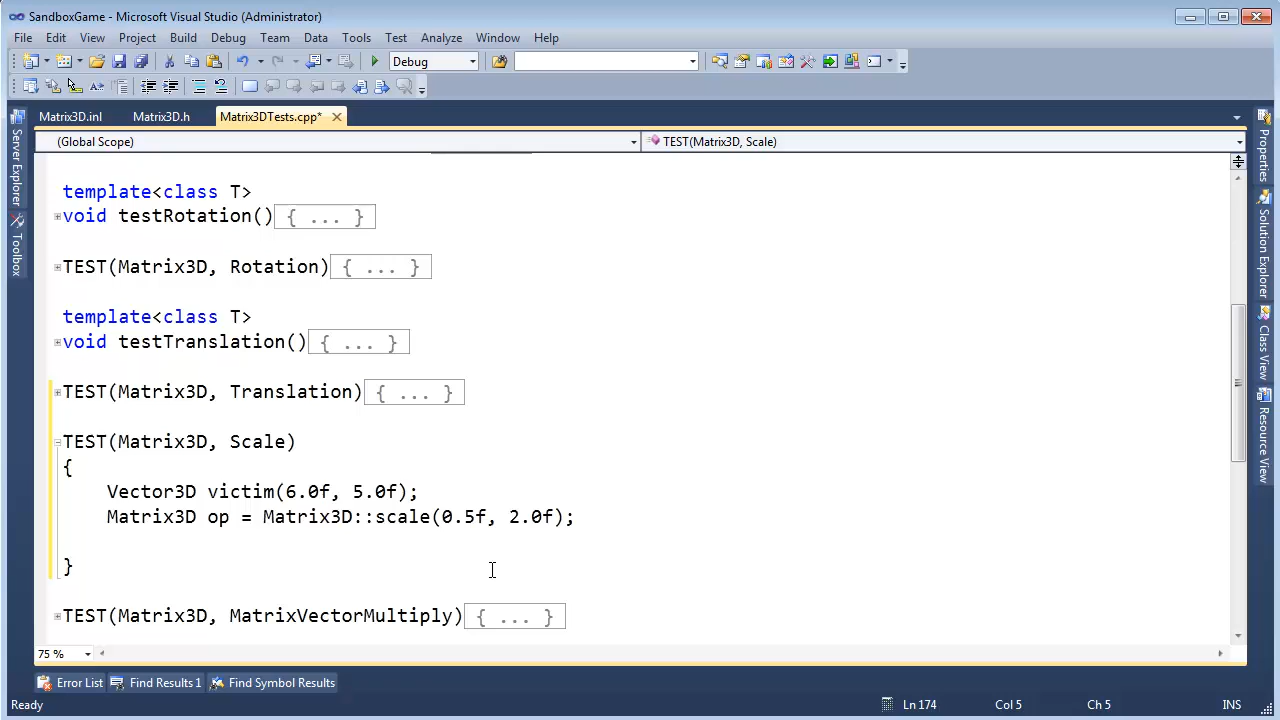 SandboxGame - Microsoft Visual Studio (Administrator)
File Edit View Project Build Debug Team Data Tools Test Analyze Window Help
Debug
Matrix3D.inl Matrix3D.h Matrix3DTests.cpp*
(Global Scope) TEST(Matrix3D, Scale)
template<class T>
void testRotation(){ ... }
TEST(Matrix3D, Rotation){ ... }
template<class T>
void testTranslation(){ ... }
TEST(Matrix3D, Translation){ ... }
TEST(Matrix3D, Scale)
{
Vector3D victim(6.0f, 5.0f);
Matrix3D op = Matrix3D::scale(0.5f, 2.0f);
}
TEST(Matrix3D, MatrixVectorMultiply){ ... }
75 %
Error List Find Results 1 Find Symbol Results
Ready Ln 174 Col 5 Ch 5 INS
Server Explorer
Toolbox
Properties
Solution Explorer
Class View
Resource View